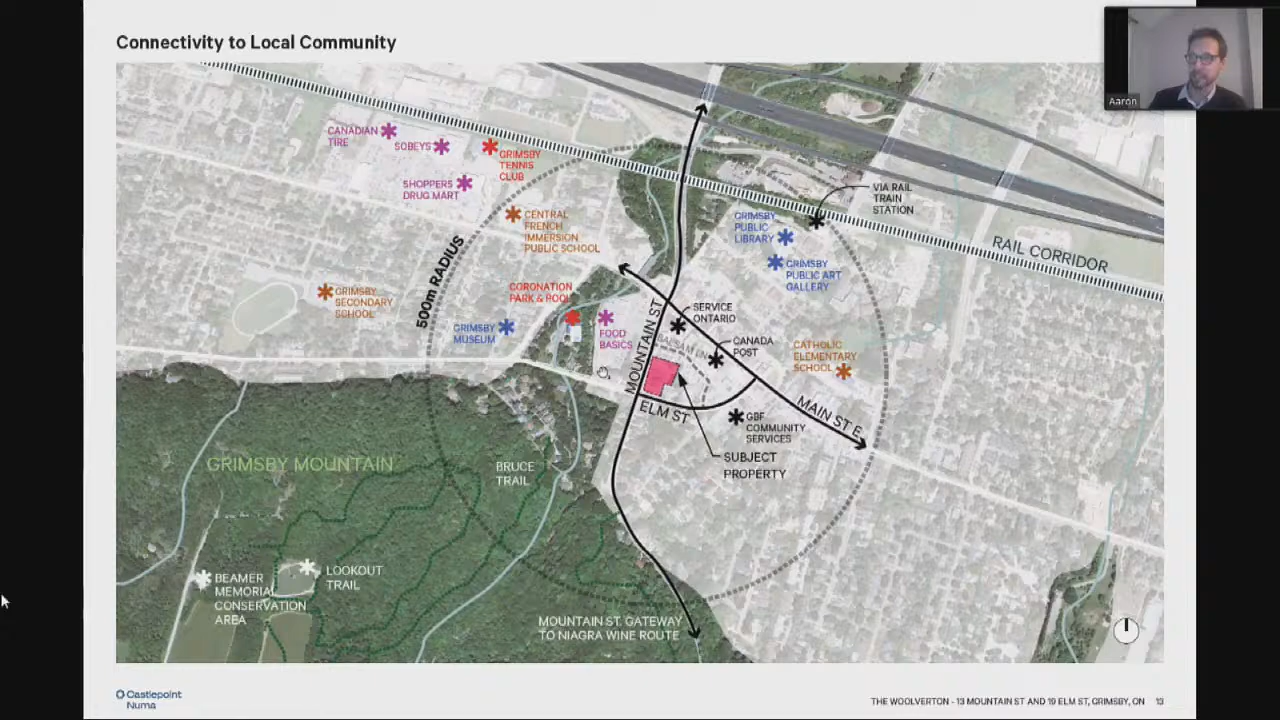 Connectivity to Local Community
Aaron
CANADIAN
TIRE
SOBEYS
GRIMSBY
TENNIS
CLUB
SHOPPERS
DRUG MART
CENTRAL
FRENCH
IMMERSION
PUBLIC SCHOOL
VIA RAIL
TRAIN
STATION
GRIMSBY
PUBLIC
LIBRARY
GRIMSBY
PUBLIC ART
GALLERY
RAIL CORRIDOR
500m RADIUS
GRIMSBY
SECONDARY
SCHOOL
CORONATION
PARK & POOL
GRIMSBY
MUSEUM
FOOD
BASICS
MOUNTAIN ST
SERVICE
ONTARIO
BALSAM LN
CANADA
POST
CATHOLIC
ELEMENTARY
SCHOOL
ELM ST
MAIN ST E
GBF
COMMUNITY
SERVICES
SUBJECT
PROPERTY
GRIMSBY MOUNTAIN
BRUCE
TRAIL
BEAMER
MEMORIAL
CONSERVATION
AREA
LOOKOUT
TRAIL
MOUNTAIN ST. GATEWAY
TO NIAGRA WINE ROUTE
Castlepoint
Numa
THE WOOLVERTON - 13 MOUNTAIN ST AND 19 ELM ST, GRIMSBY, ON 13